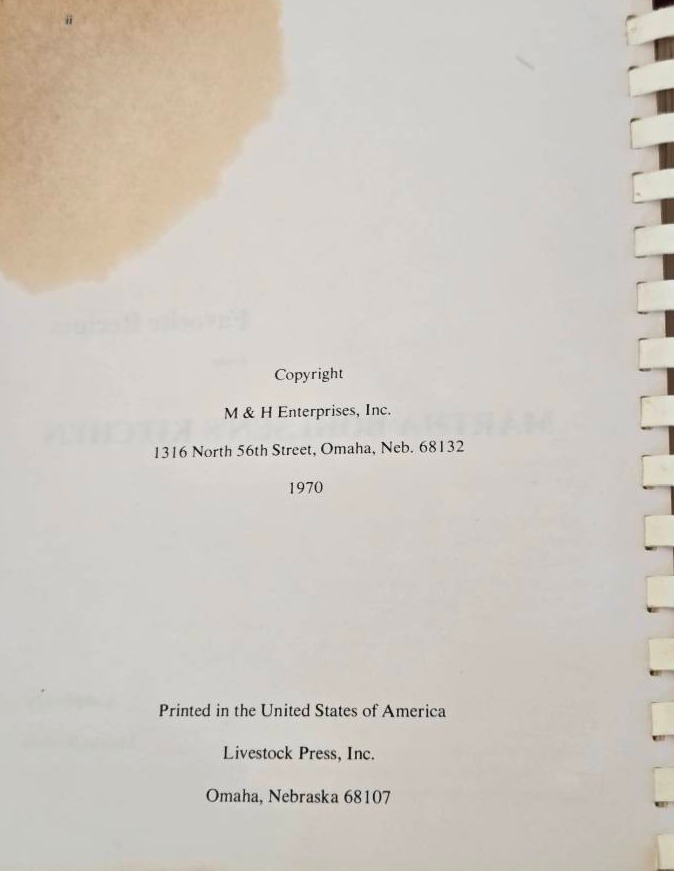 ii
Copyright
M & H Enterprises, Inc.
1316 North 56th Street, Omaha, Neb. 68132
1970
Printed in the United States of America
Livestock Press, Inc.
Omaha, Nebraska 68107